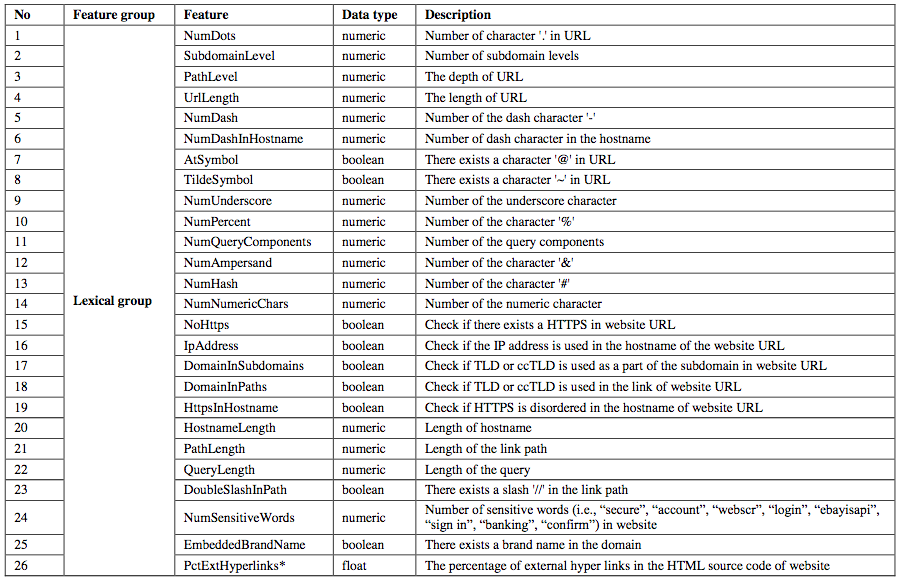 No Feature group Feature Data type Description
1 NumDots numeric Number of character '.' in URL
2 SubdomainLevel numeric Number of subdomain levels
3 PathLevel numeric The depth of URL
4 UrlLength numeric The length of URL
5 NumDash numeric Number of the dash character '-'
6 NumDashInHostname numeric Number of dash character in the hostname
7 AtSymbol boolean There exists a character '@' in URL
8 TildeSymbol boolean There exists a character '~' in URL
9 NumUnderscore numeric Number of the underscore character
10 NumPercent numeric Number of the character '%'
11 NumQueryComponents numeric Number of the query components
12 NumAmpersand numeric Number of the character '&'
13 NumHash numeric Number of the character '#'
Lexical group
14 NumNumericChars numeric Number of the numeric character
15 NoHttps boolean Check if there exists a HTTPS in website URL
16 IpAddress boolean Check if the IP address is used in the hostname of the website URL
17 DomainInSubdomains boolean Check if TLD or ccTLD is used as a part of the subdomain in website URL
18 DomainInPaths boolean Check if TLD or ccTLD is used in the link of website URL
19 HttpsInHostname boolean Check if HTTPS is disordered in the hostname of website URL
20 HostnameLength numeric Length of hostname
21 PathLength numeric Length of the link path
22 QueryLength numeric Length of the query
23 DoubleSlashInPath boolean There exists a slash '//' in the link path
24 NumSensitiveWords numeric Number of sensitive words (i.e., “secure”, “account”, “webscr”, “login”, “ebayisapi”,
“sign in”, “banking”, “confirm”) in website
25 EmbeddedBrandName boolean There exists a brand name in the domain
26 PctExtHyperlinks* float The percentage of external hyper links in the HTML source code of website